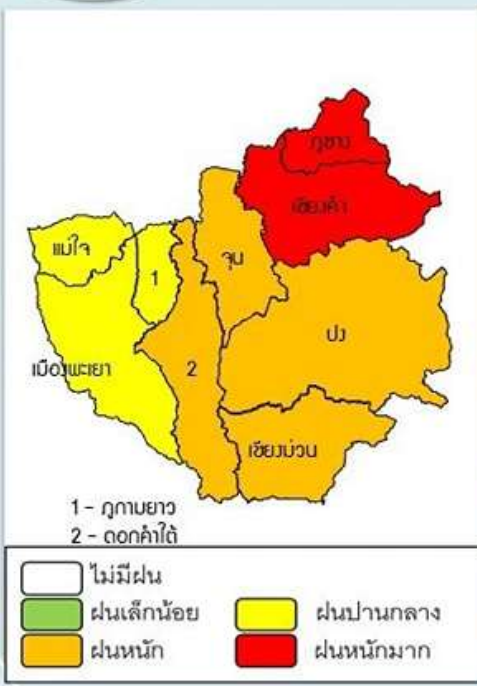 ภูซาง
เชียงคำ
แม่ใจ
1
จุน
ปง
เมืองพะเยา
2
เชียงม่วน
1 - ภูกามยาว
2 - ดอกคำใต้
ไม่มีฝน
ฝนเล็กน้อย
ฝนปานกลาง
ฝนหนัก
ฝนหนักมาก